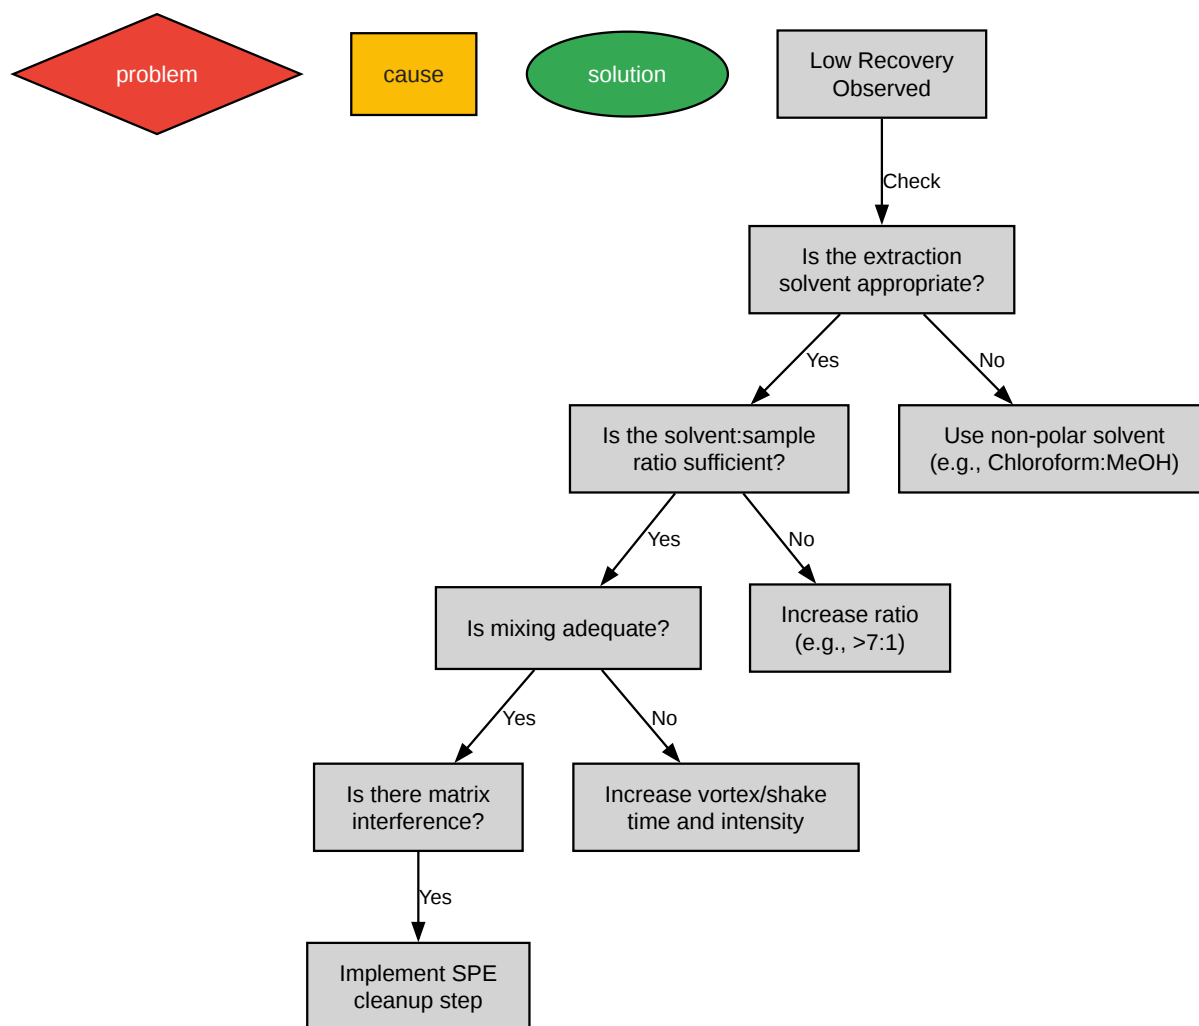 problem
cause
solution
Low Recovery
Observed
Check
Is the extraction
solvent appropriate?
Yes
No
Is the solvent:sample
ratio sufficient?
Use non-polar solvent
(e.g., Chloroform:MeOH)
Yes
No
Is mixing adequate?
Increase ratio
(e.g., >7:1)
Yes
No
Is there matrix
interference?
Increase vortex/shake
time and intensity
Yes
Implement SPE
cleanup step